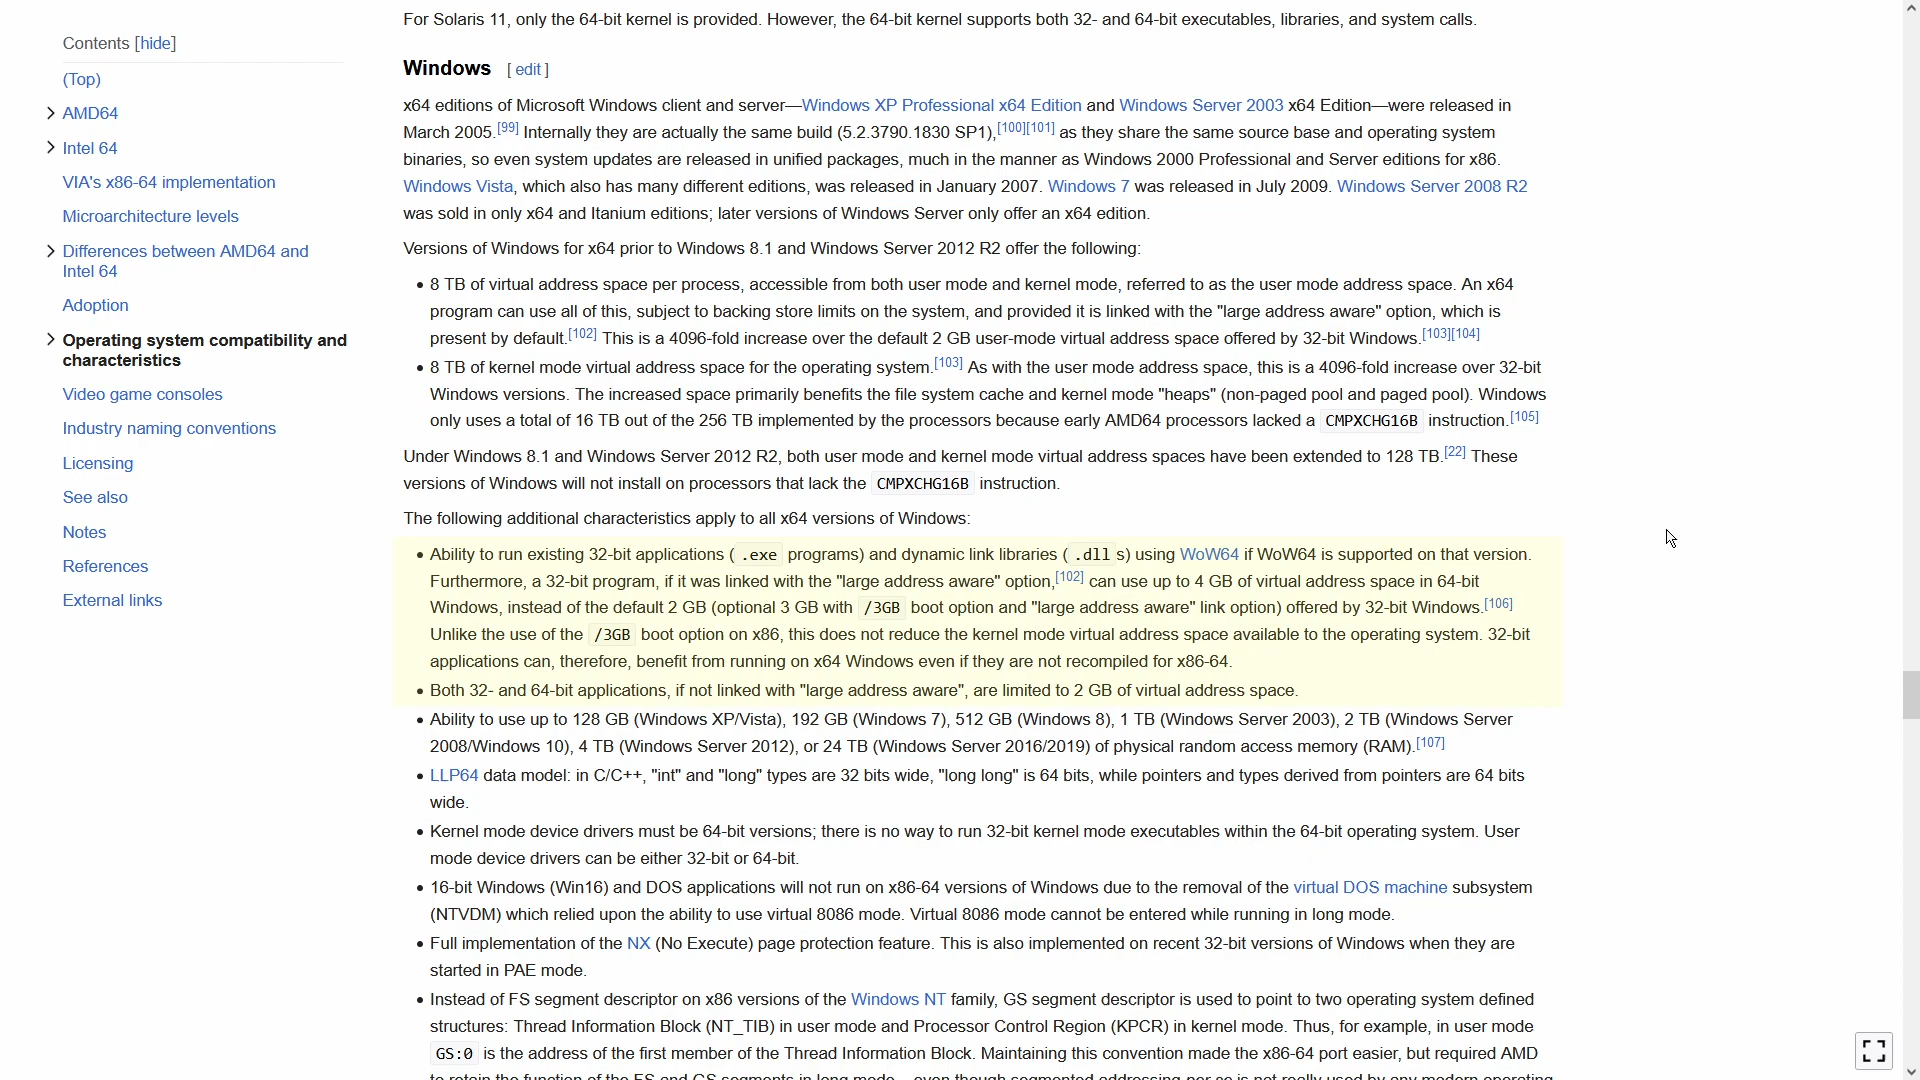 Contents [hide]
(Top)
AMD64
Intel 64
VIA's x86-64 implementation
Microarchitecture levels
Differences between AMD64 and
Intel 64
Adoption
Operating system compatibility and
characteristics
Video game consoles
Industry naming conventions
Licensing
See also
Notes
References
External links
For Solaris 11, only the 64-bit kernel is provided. However, the 64-bit kernel supports both 32- and 64-bit executables, libraries, and system calls.
Windows [ edit ]
x64 editions of Microsoft Windows client and server—Windows XP Professional x64 Edition and Windows Server 2003 x64 Edition—were released in
March 2005.[99] Internally they are actually the same build (5.2.3790.1830 SP1),[100][101] as they share the same source base and operating system
binaries, so even system updates are released in unified packages, much in the manner as Windows 2000 Professional and Server editions for x86.
Windows Vista, which also has many different editions, was released in January 2007. Windows 7 was released in July 2009. Windows Server 2008 R2
was sold in only x64 and Itanium editions; later versions of Windows Server only offer an x64 edition.
Versions of Windows for x64 prior to Windows 8.1 and Windows Server 2012 R2 offer the following:
• 8 TB of virtual address space per process, accessible from both user mode and kernel mode, referred to as the user mode address space. An x64
program can use all of this, subject to backing store limits on the system, and provided it is linked with the "large address aware" option, which is
present by default.[102] This is a 4096-fold increase over the default 2 GB user-mode virtual address space offered by 32-bit Windows.[103][104]
• 8 TB of kernel mode virtual address space for the operating system.[103] As with the user mode address space, this is a 4096-fold increase over 32-bit
Windows versions. The increased space primarily benefits the file system cache and kernel mode "heaps" (non-paged pool and paged pool). Windows
only uses a total of 16 TB out of the 256 TB implemented by the processors because early AMD64 processors lacked a CMPXCHG16B instruction.[105]
Under Windows 8.1 and Windows Server 2012 R2, both user mode and kernel mode virtual address spaces have been extended to 128 TB.[22] These
versions of Windows will not install on processors that lack the CMPXCHG16B instruction.
The following additional characteristics apply to all x64 versions of Windows:
• Ability to run existing 32-bit applications ( .exe programs) and dynamic link libraries ( .dll s) using WoW64 if WoW64 is supported on that version.
Furthermore, a 32-bit program, if it was linked with the "large address aware" option,[102] can use up to 4 GB of virtual address space in 64-bit
Windows, instead of the default 2 GB (optional 3 GB with /3GB boot option and "large address aware" link option) offered by 32-bit Windows.[106]
Unlike the use of the /3GB boot option on x86, this does not reduce the kernel mode virtual address space available to the operating system. 32-bit
applications can, therefore, benefit from running on x64 Windows even if they are not recompiled for x86-64.
• Both 32- and 64-bit applications, if not linked with "large address aware", are limited to 2 GB of virtual address space.
• Ability to use up to 128 GB (Windows XP/Vista), 192 GB (Windows 7), 512 GB (Windows 8), 1 TB (Windows Server 2003), 2 TB (Windows Server
2008/Windows 10), 4 TB (Windows Server 2012), or 24 TB (Windows Server 2016/2019) of physical random access memory (RAM).[107]
• LLP64 data model: in C/C++, "int" and "long" types are 32 bits wide, "long long" is 64 bits, while pointers and types derived from pointers are 64 bits
wide.
• Kernel mode device drivers must be 64-bit versions; there is no way to run 32-bit kernel mode executables within the 64-bit operating system. User
mode device drivers can be either 32-bit or 64-bit.
• 16-bit Windows (Win16) and DOS applications will not run on x86-64 versions of Windows due to the removal of the virtual DOS machine subsystem
(NTVDM) which relied upon the ability to use virtual 8086 mode. Virtual 8086 mode cannot be entered while running in long mode.
• Full implementation of the NX (No Execute) page protection feature. This is also implemented on recent 32-bit versions of Windows when they are
started in PAE mode.
• Instead of FS segment descriptor on x86 versions of the Windows NT family, GS segment descriptor is used to point to two operating system defined
structures: Thread Information Block (NT_TIB) in user mode and Processor Control Region (KPCR) in kernel mode. Thus, for example, in user mode
GS:0 is the address of the first member of the Thread Information Block. Maintaining this convention made the x86-64 port easier, but required AMD
to retain the function of the FS and GS segments in long mode – even though segmented addressing per se is not really used by any modern operating